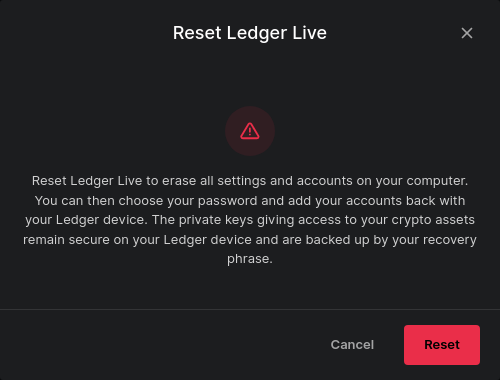 Reset Ledger Live
Reset Ledger Live to erase all settings and accounts on your computer.
You can then choose your password and add your accounts back with
your Ledger device. The private keys giving access to your crypto assets
remain secure on your Ledger device and are backed up by your recovery
phrase.
Cancel Reset